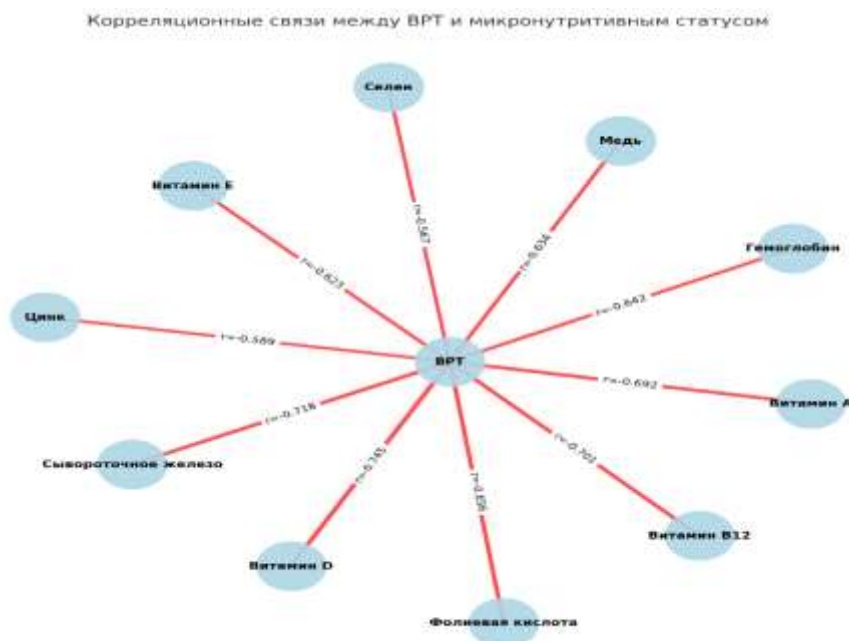 Корреляционные связи между ВРТ и микронутритивным статусом
Селен
Медь
Витамин E
Гемоглобин
r=-0.567
r=-0.634
r=-0.623
r=-0.642
Цинк
r=-0.589
ВРТ
r=-0.692
Витамин A
r=-0.718
r=-0.703
Сывороточное железо
r=-0.745
r=-0.656
Витамин B12
Витамин D
Фолиевая кислота